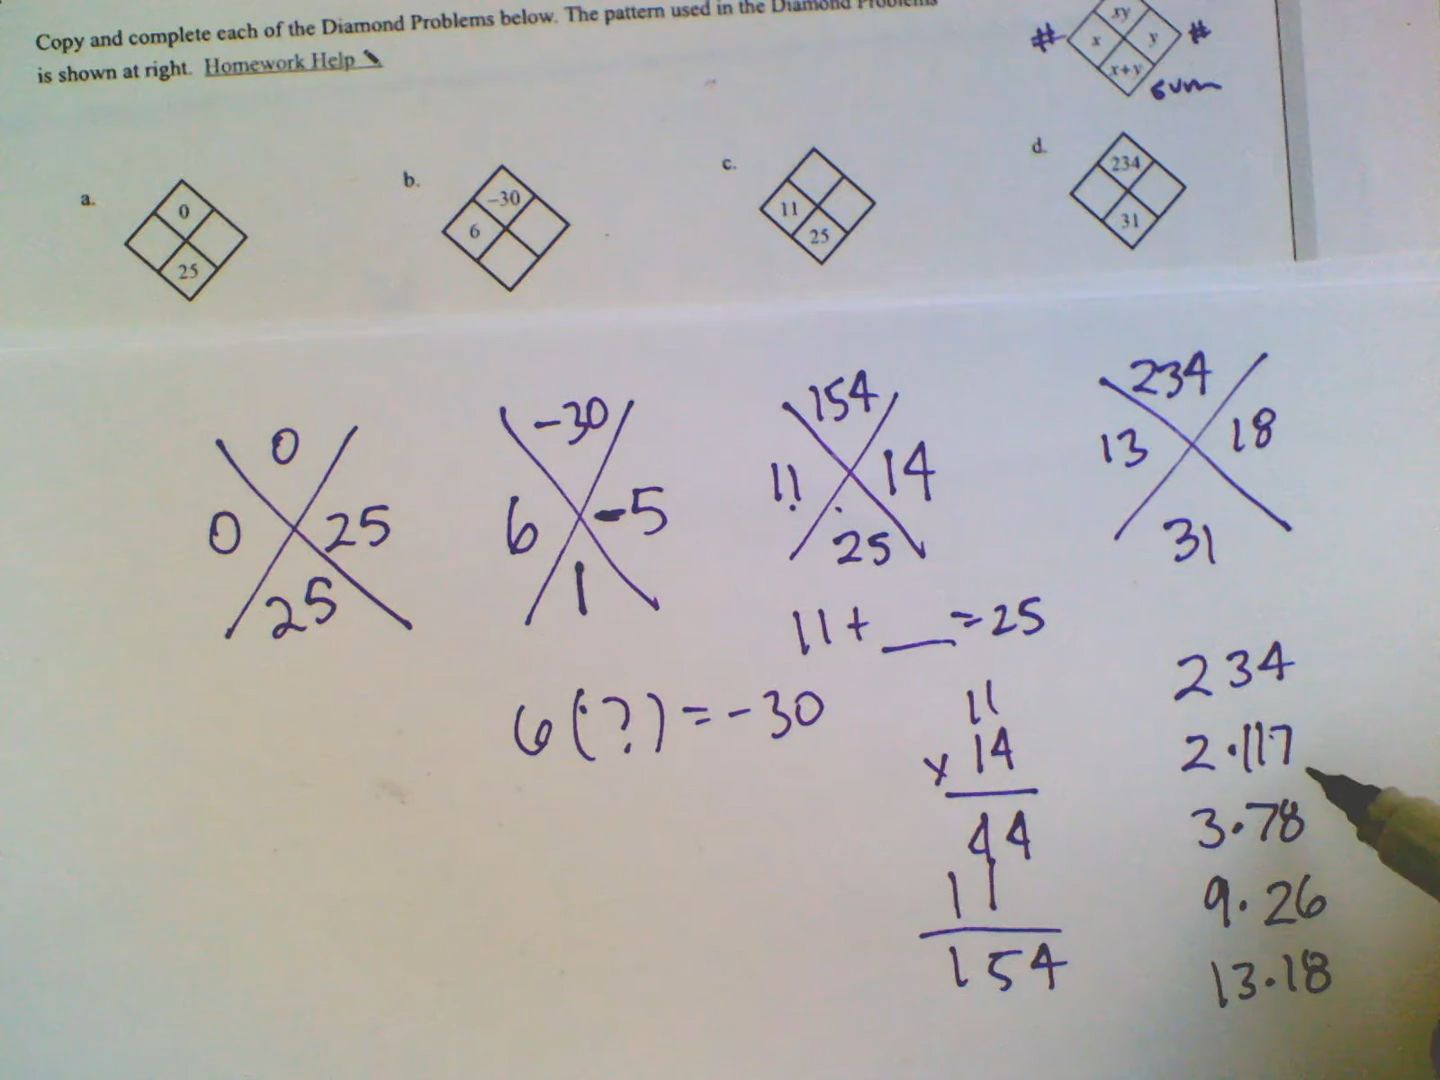 Copy and complete each of the Diamond Problems below. The pattern used in the Diamond Problems
is shown at right. Homework Help
xy
# x y #
x+y
sum
a.
0
25
b.
-30
6
c.
11
25
d.
234
31
0
0 25
25
-30
6 -5
1
154
11 14
25
234
13 18
31
6(?) = -30
11 + __ = 25
11
x 14
44
11
154
234
2·117
3·78
9·26
13·18